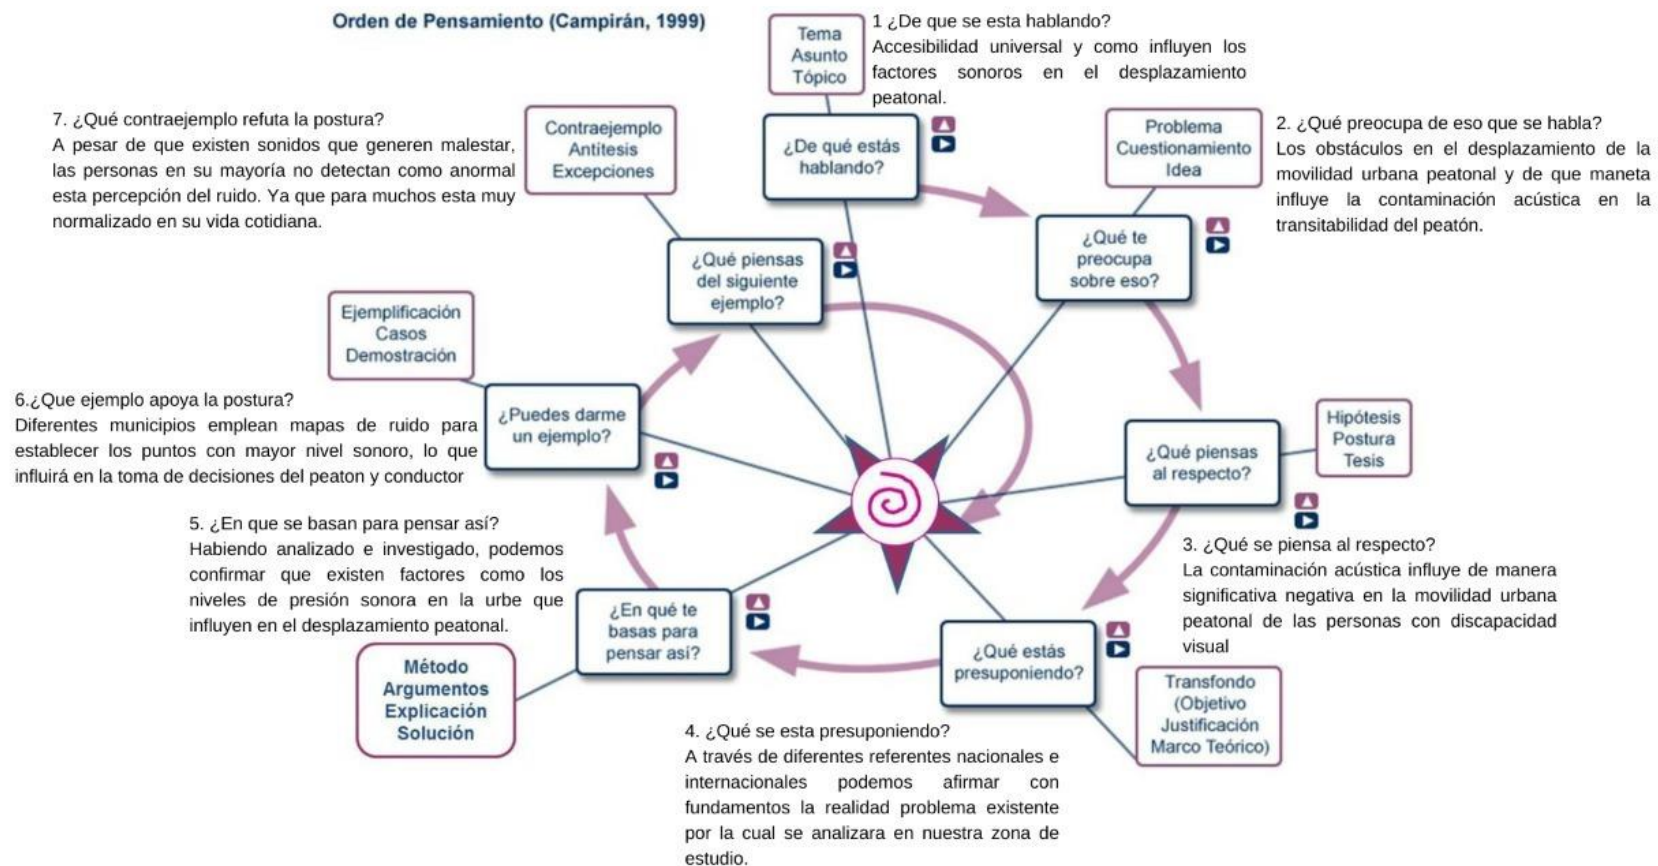 Orden de Pensamiento (Campirán, 1999)
Tema
Asunto
Tópico
1 ¿De que se esta hablando?
Accesibilidad universal y como influyen los
factores sonoros en el desplazamiento
peatonal.
¿De qué estás
hablando?
Problema
Cuestionamiento
Idea
2. ¿Qué preocupa de eso que se habla?
Los obstáculos en el desplazamiento de la
movilidad urbana peatonal y de que maneta
influye la contaminación acústica en la
transitabilidad del peatón.
¿Qué te
preocupa
sobre eso?
Hipótesis
Postura
Tesis
¿Qué piensas
al respecto?
3. ¿Qué se piensa al respecto?
La contaminación acústica influye de manera
significativa negativa en la movilidad urbana
peatonal de las personas con discapacidad
visual
¿Qué estás
presuponiendo?
Transfondo
(Objetivo
Justificación
Marco Teórico)
4. ¿Qué se esta presuponiendo?
A través de diferentes referentes nacionales e
internacionales podemos afirmar con
fundamentos la realidad problema existente
por la cual se analizara en nuestra zona de
estudio.
5. ¿En que se basan para pensar así?
Habiendo analizado e investigado, podemos
confirmar que existen factores como los
niveles de presión sonora en la urbe que
influyen en el desplazamiento peatonal.
¿En qué te
basas para
pensar así?
Método
Argumentos
Explicación
Solución
Ejemplificación
Casos
Demostración
6.¿Que ejemplo apoya la postura?
Diferentes municipios emplean mapas de ruido para
establecer los puntos con mayor nivel sonoro, lo que
influirá en la toma de decisiones del peaton y conductor
¿Puedes darme
un ejemplo?
7. ¿Qué contraejemplo refuta la postura?
A pesar de que existen sonidos que generen malestar,
las personas en su mayoría no detectan como anormal
esta percepción del ruido. Ya que para muchos esta muy
normalizado en su vida cotidiana.
Contraejemplo
Antítesis
Excepciones
¿Qué piensas
del siguiente
ejemplo?